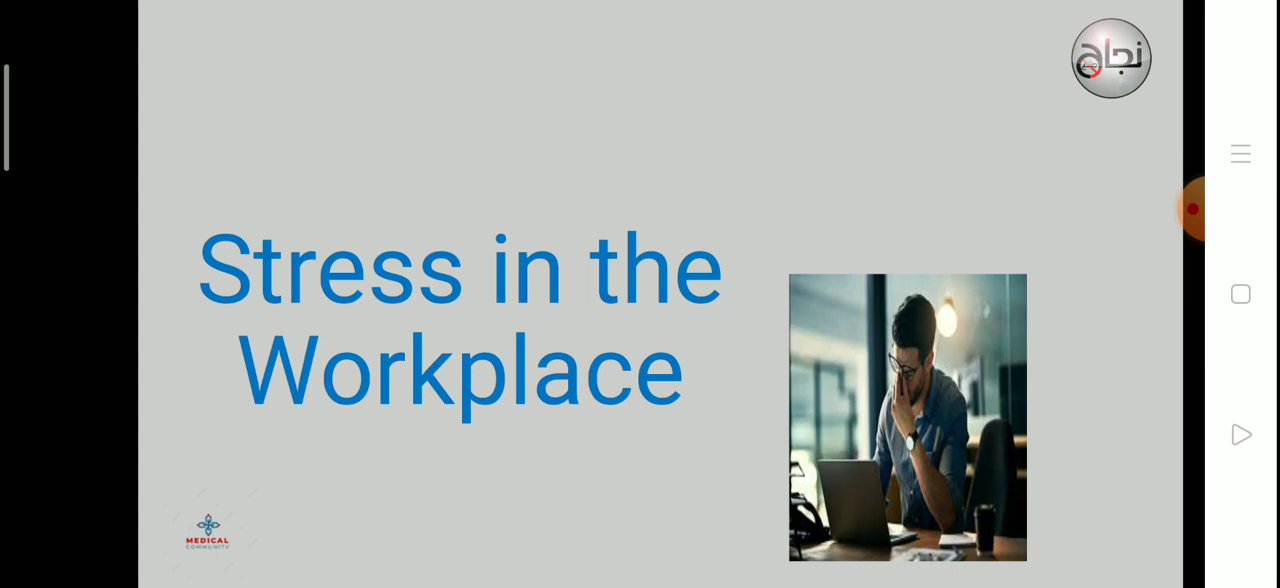 نجاح
Stress in the
Workplace
MEDICAL
COMMUNITY